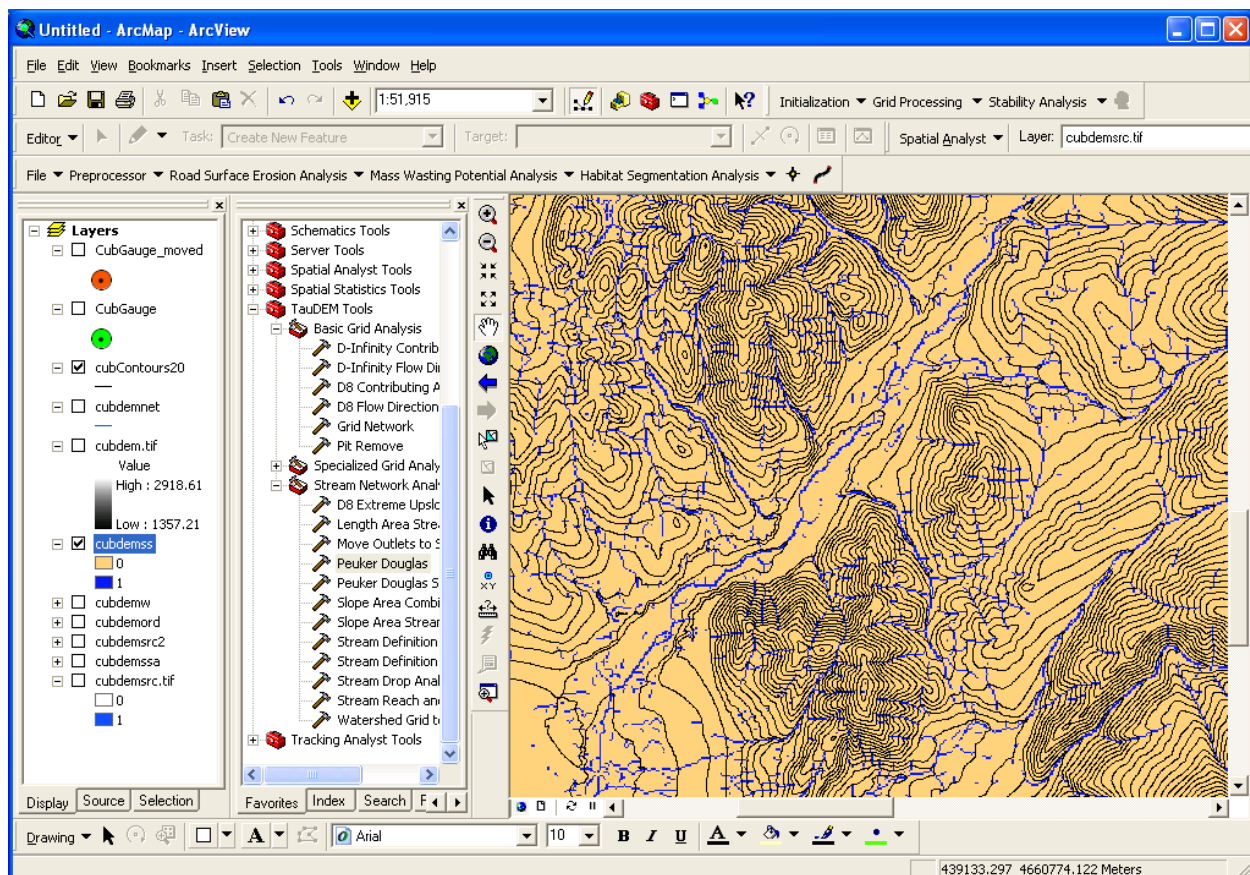 Untitled - ArcMap - ArcView
File Edit View Bookmarks Insert Selection Tools Window Help
1:51,915
Initialization Grid Processing Stability Analysis
Editor Task: Create New Feature Target:
Spatial Analyst Layer: cubdemsrc.tif
File Preprocessor Road Surface Erosion Analysis Mass Wasting Potential Analysis Habitat Segmentation Analysis
Layers
CubGauge_moved
CubGauge
cubContours20
cubdemnet
cubdem.tif
Value
High : 2918.61
Low : 1357.21
cubdemss
0
1
cubdemw
cubdemord
cubdemsrc2
cubdemssa
cubdemsrc.tif
0
1
Display Source Selection
Schematics Tools
Server Tools
Spatial Analyst Tools
Spatial Statistics Tools
TauDEM Tools
Basic Grid Analysis
D-Infinity Contrib
D-Infinity Flow Di
D8 Contributing A
D8 Flow Direction
Grid Network
Pit Remove
Specialized Grid Analy
Stream Network Anal
D8 Extreme Upslc
Length Area Stre
Move Outlets to S
Peuker Douglas
Peuker Douglas S
Slope Area Combi
Slope Area Strear
Stream Definition
Stream Definition
Stream Drop Anal
Stream Reach an
Watershed Grid t
Tracking Analyst Tools
Favorites Index Search
XY
Drawing A Arial 10 B I U A
439133.297 4660774.122 Meters